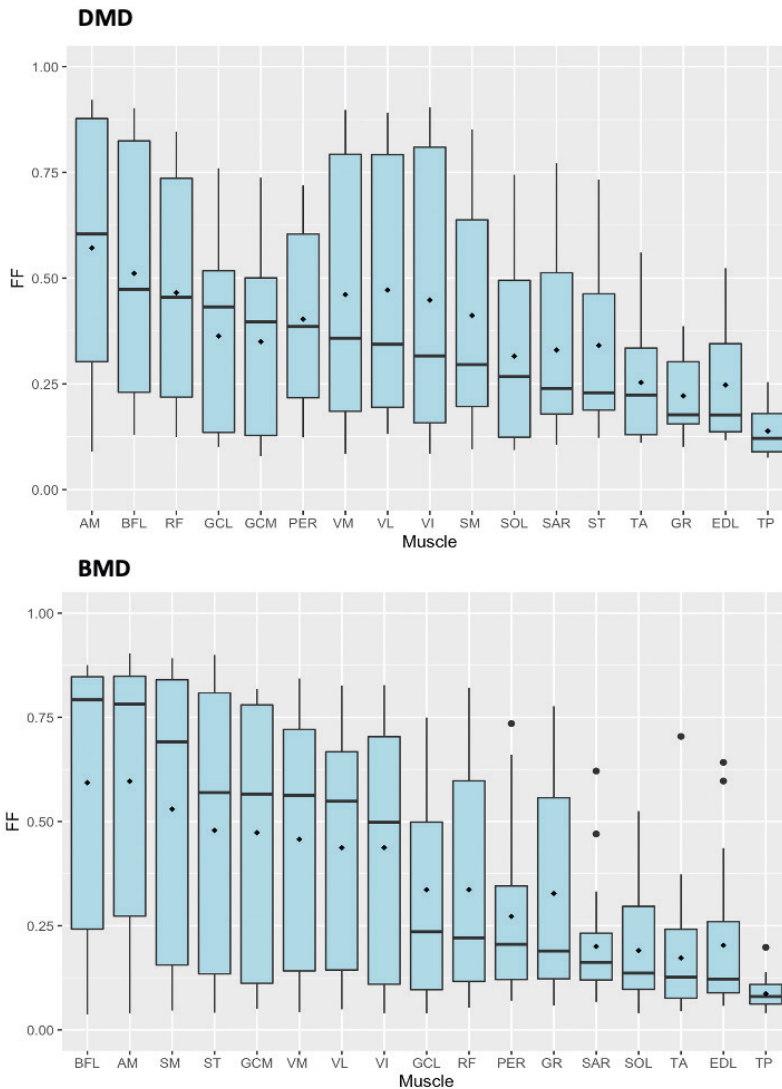 DMD
1.00
0.75
FF
0.50
0.25
0.00
AM BFL RF GCL GCM PER VM VL VI SM SOL SAR ST TA GR EDL TP
Muscle
BMD
1.00
0.75
FF
0.50
0.25
0.00
BFL AM SM ST GCM VM VL VI GCL RF PER GR SAR SOL TA EDL TP
Muscle